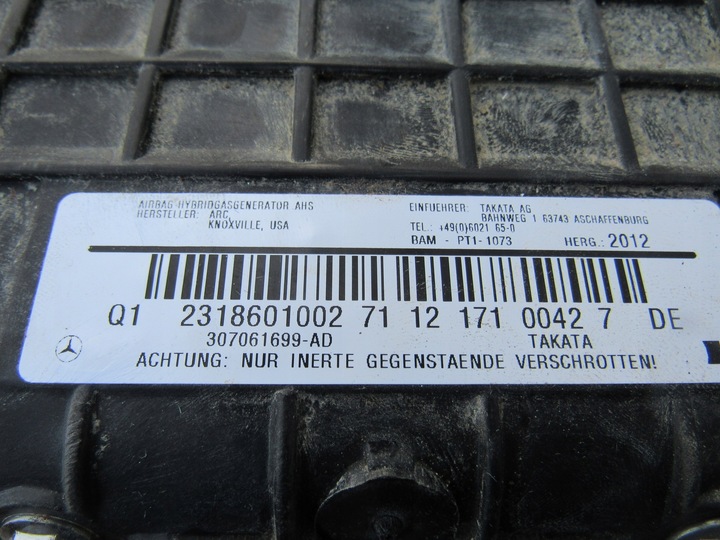 AIRBAG HYBRIDGASGENERATOR AHS
HERSTELLER: ARC,
KNOXVILLE, USA
EINFUEHRER: TAKATA AG
BAHNWEG 1 63743 ASCHAFFENBURG
TEL.: +49(0)6021 65-0
BAM - PT1-1073 HERG.: 2012
Q1 2318601002 71 12 171 0042 7 DE
307061699-AD TAKATA
ACHTUNG: NUR INERTE GEGENSTAENDE VERSCHROTTEN!